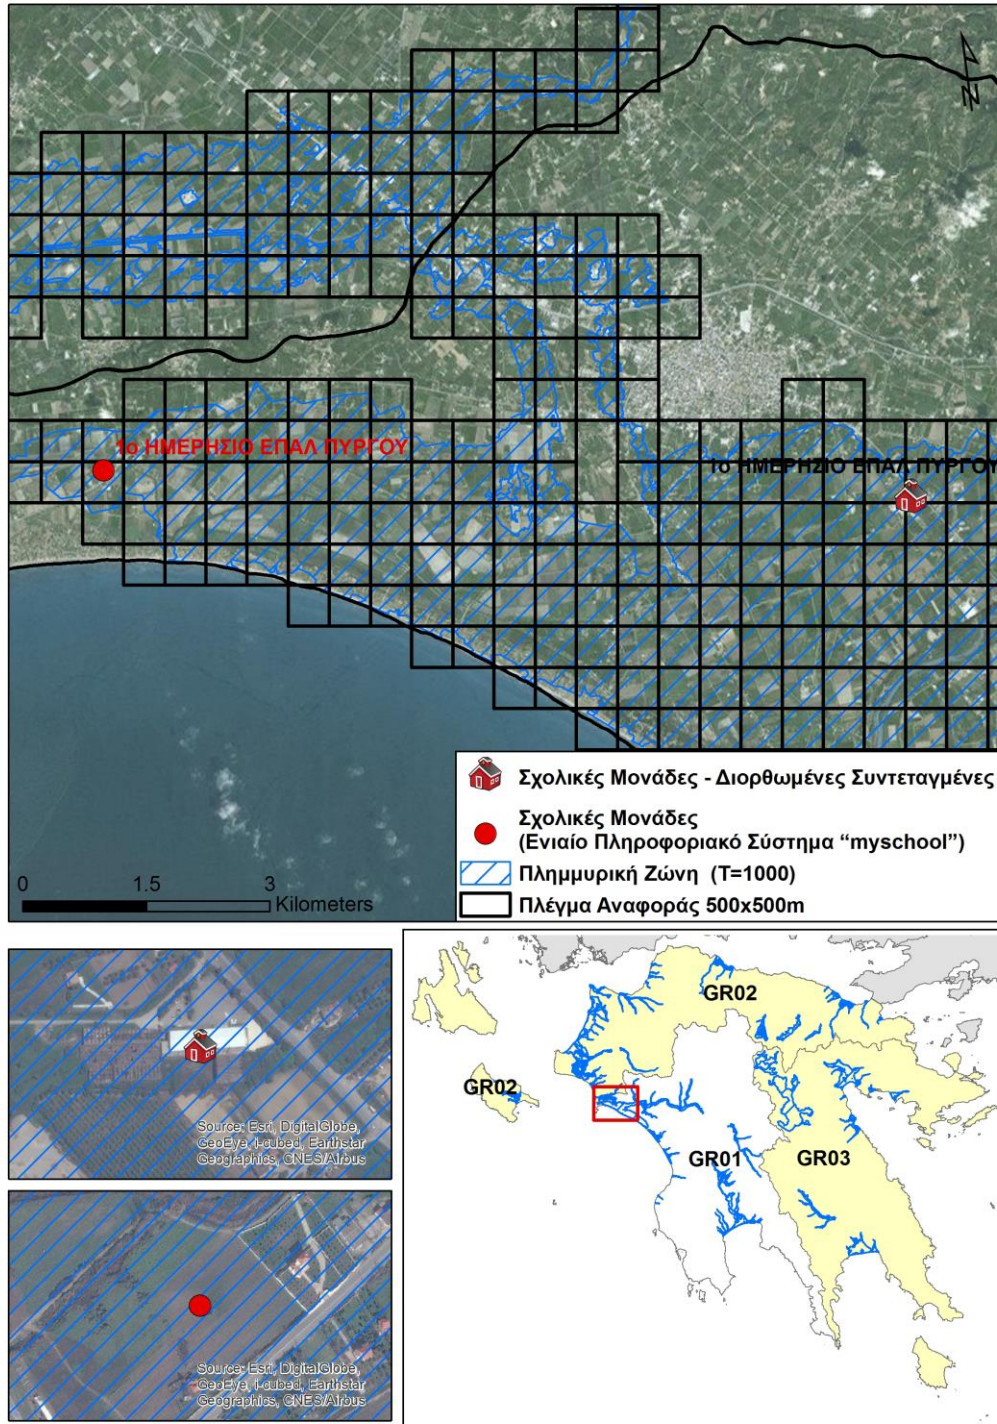 N
1ο ΗΜΕΡΗΣΙΟ ΕΠΑΛ ΠΥΡΓΟΥ
1ο ΗΜΕΡΗΣΙΟ ΕΠΑΛ ΠΥΡΓΟΥ
Σχολικές Μονάδες - Διορθωμένες Συντεταγμένες
Σχολικές Μονάδες
(Ενιαίο Πληροφοριακό Σύστημα “myschool”)
Πλημμυρική Ζώνη (T=1000)
Πλέγμα Αναφοράς 500x500m
0 1.5 3
Kilometers
Source: Esri, DigitalGlobe,
GeoEye, i-cubed, Earthstar
Geographics, CNES/Airbus
Source: Esri, DigitalGlobe,
GeoEye, i-cubed, Earthstar
Geographics, CNES/Airbus
GR02
GR02
GR01
GR03